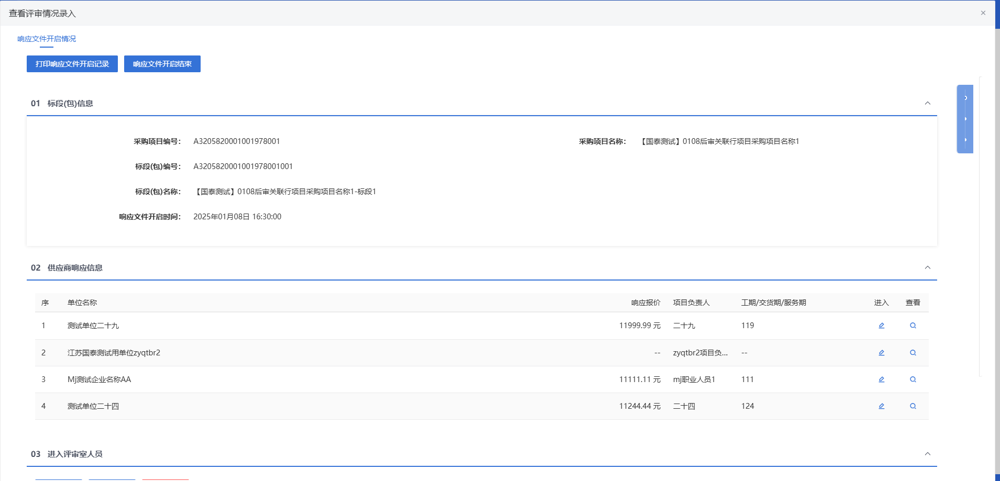 查看评审情况录入
响应文件开启情况
打印响应文件开启记录 响应文件开启结束
01 标段(包)信息
采购项目编号： A3205820001001978001 采购项目名称： 【国泰测试】0108后审关联行项目采购项目名称1
标段(包)编号： A3205820001001978001001
标段(包)名称： 【国泰测试】0108后审关联行项目采购项目名称1-标段1
响应文件开启时间： 2025年01月08日 16:30:00
02 供应商响应信息
序 单位名称 响应报价 项目负责人 工期/交货期/服务期 进入 查看
1 测试单位二十九 11999.99 元 二十九 119
2 江苏国泰测试用单位zyqtbr2 -- zyqtbr2项目负... --
3 Mj测试企业名称AA 11111.11 元 mj职业人员1 111
4 测试单位二十四 11244.44 元 二十四 124
03 进入评审室人员